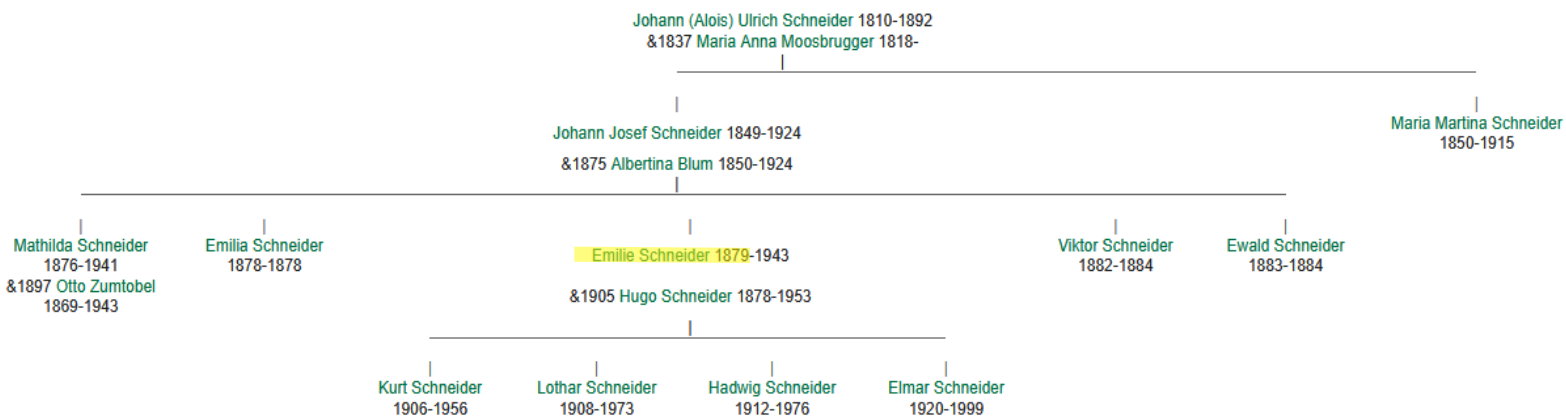 Johann (Alois) Ulrich Schneider 1810-1892
&1837 Maria Anna Moosbrugger 1818-
Johann Josef Schneider 1849-1924
&1875 Albertina Blum 1850-1924
Maria Martina Schneider
1850-1915
Mathilda Schneider
1876-1941
&1897 Otto Zumtobel
1869-1943
Emilia Schneider
1878-1878
Emilie Schneider 1879-1943
&1905 Hugo Schneider 1878-1953
Viktor Schneider
1882-1884
Ewald Schneider
1883-1884
Kurt Schneider
1906-1956
Lothar Schneider
1908-1973
Hadwig Schneider
1912-1976
Elmar Schneider
1920-1999